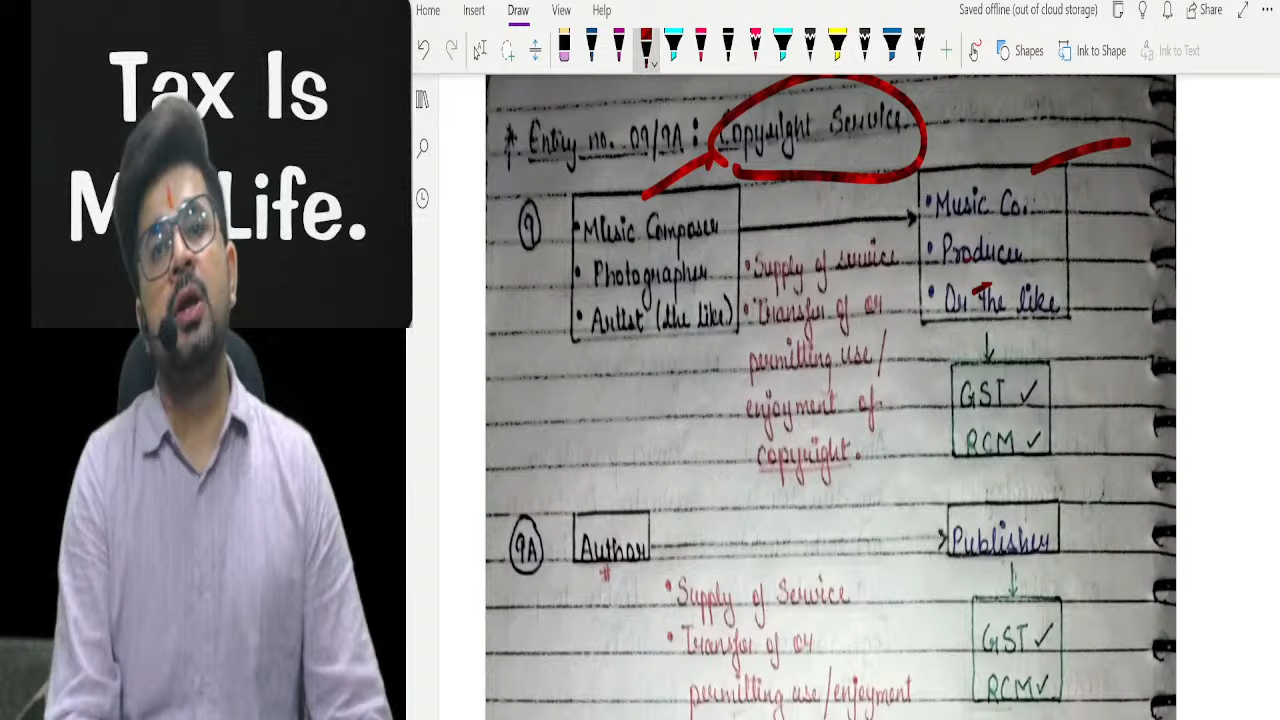 Tax Is
My Life.
Home Insert Draw View Help
Saved offline (out of cloud storage) Share
Shapes Ink to Shape Ink to Text
* Entry no. 09/9A: Copyright Service
9
• Music Composer
• Photographer
• Artist (the like)
• Supply of service
• Transfer of or
permitting use/
enjoyment of
copyright.
• Music Co.
• Producer
• Or the like
GST ✓
RCM ✓
9A Author Publisher
#
• Supply of Service
• Transfer of or
permitting use/enjoyment
GST ✓
RCM ✓